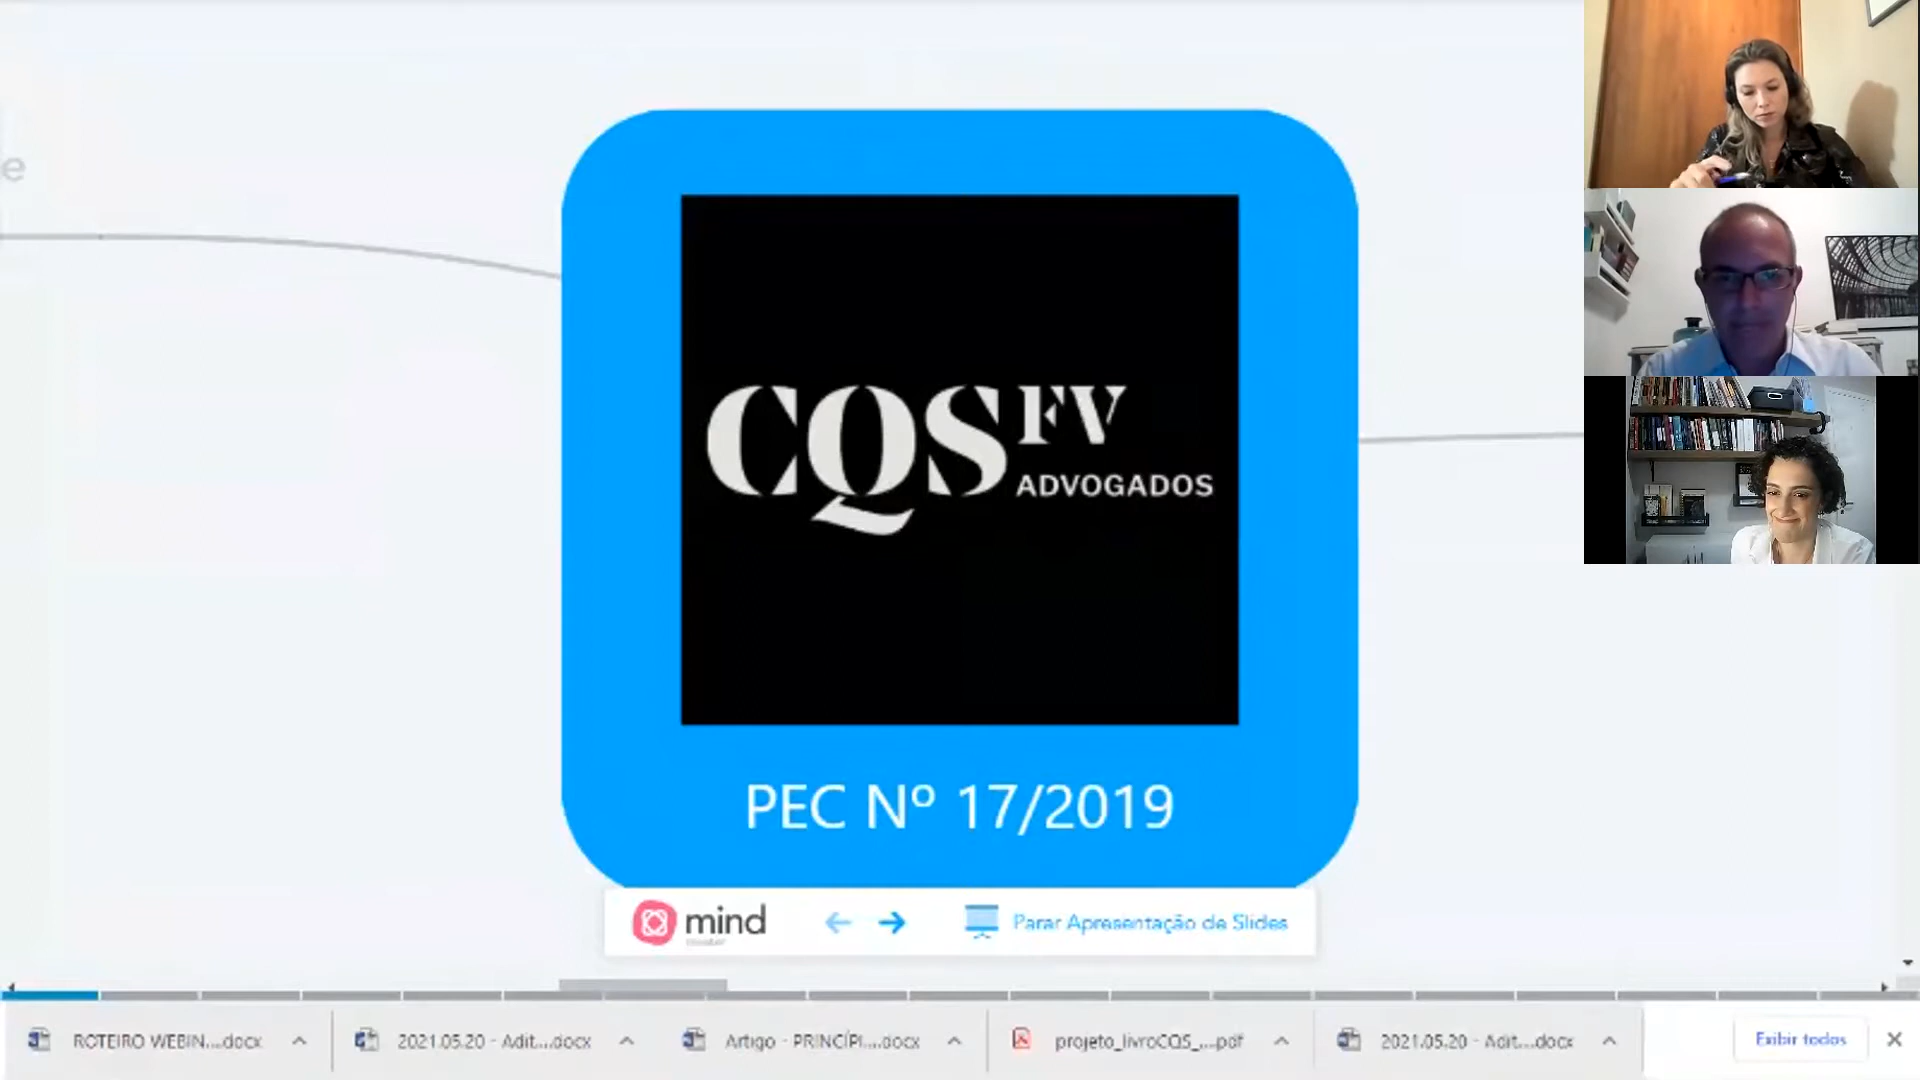 e
CQS FV
ADVOGADOS
PEC Nº 17/2019
mind
Parar Apresentação de Slides
ROTEIRO WEBIN....docx
2021.05.20 - Adit....docx
Artigo - PRINCÍPI....docx
projeto_livroCQS_....pdf
2021.05.20 - Adit....docx
Exibir todos